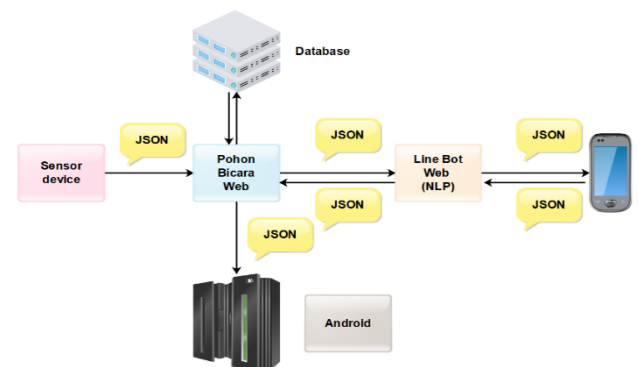 Database
JSON
JSON
JSON
Sensor
device
Pohon
Bicara
Web
Line Bot
Web
(NLP)
JSON
JSON
JSON
Android